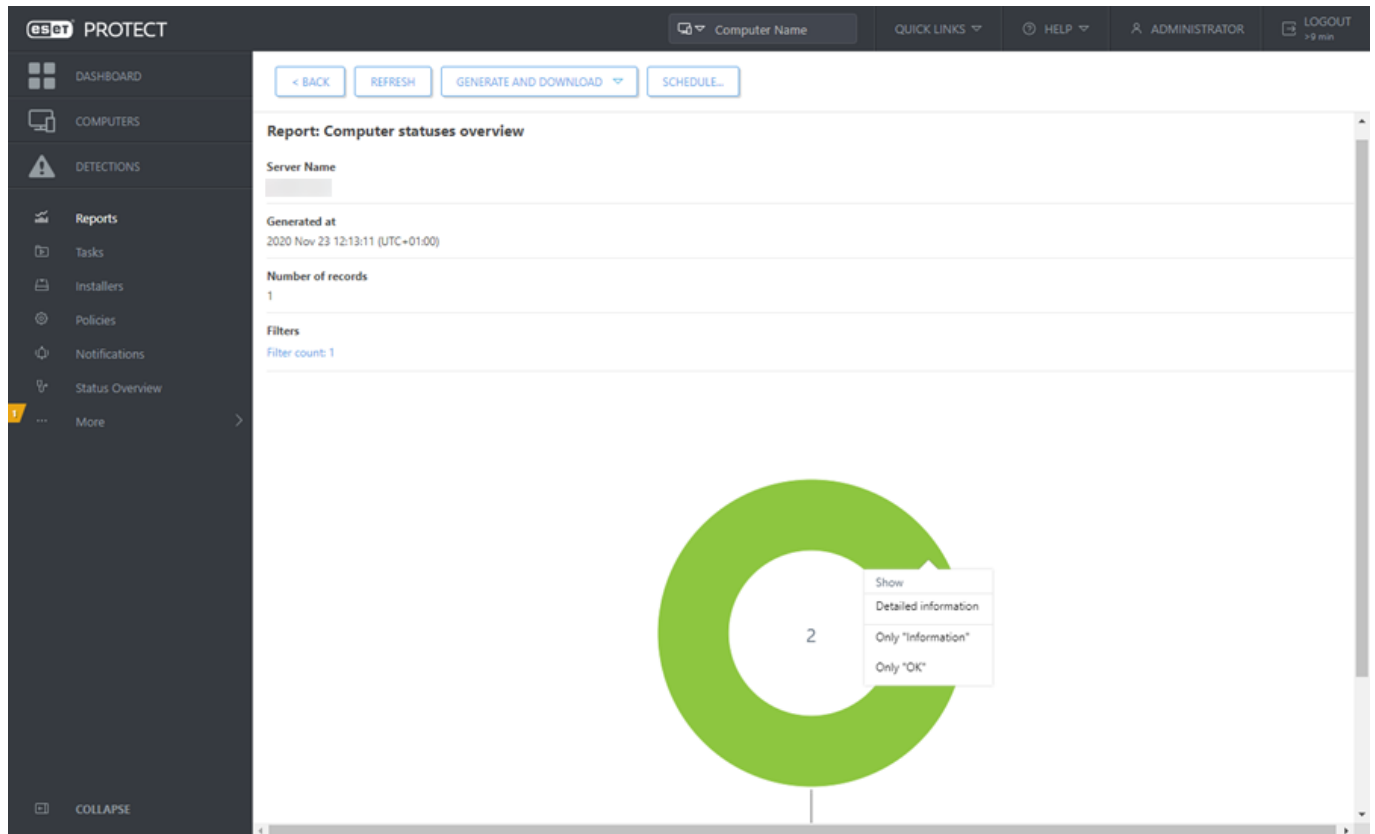 eset PROTECT
Computer Name
QUICK LINKS
HELP
ADMINISTRATOR
LOGOUT
>9 min
DASHBOARD
COMPUTERS
DETECTIONS
Reports
Tasks
Installers
Policies
Notifications
Status Overview
1
More
COLLAPSE
< BACK
REFRESH
GENERATE AND DOWNLOAD
SCHEDULE...
Report: Computer statuses overview
Server Name
Generated at
2020 Nov 23 12:13:11 (UTC+01:00)
Number of records
1
Filters
Filter count: 1
2
Show
Detailed information
Only "Information"
Only "OK"